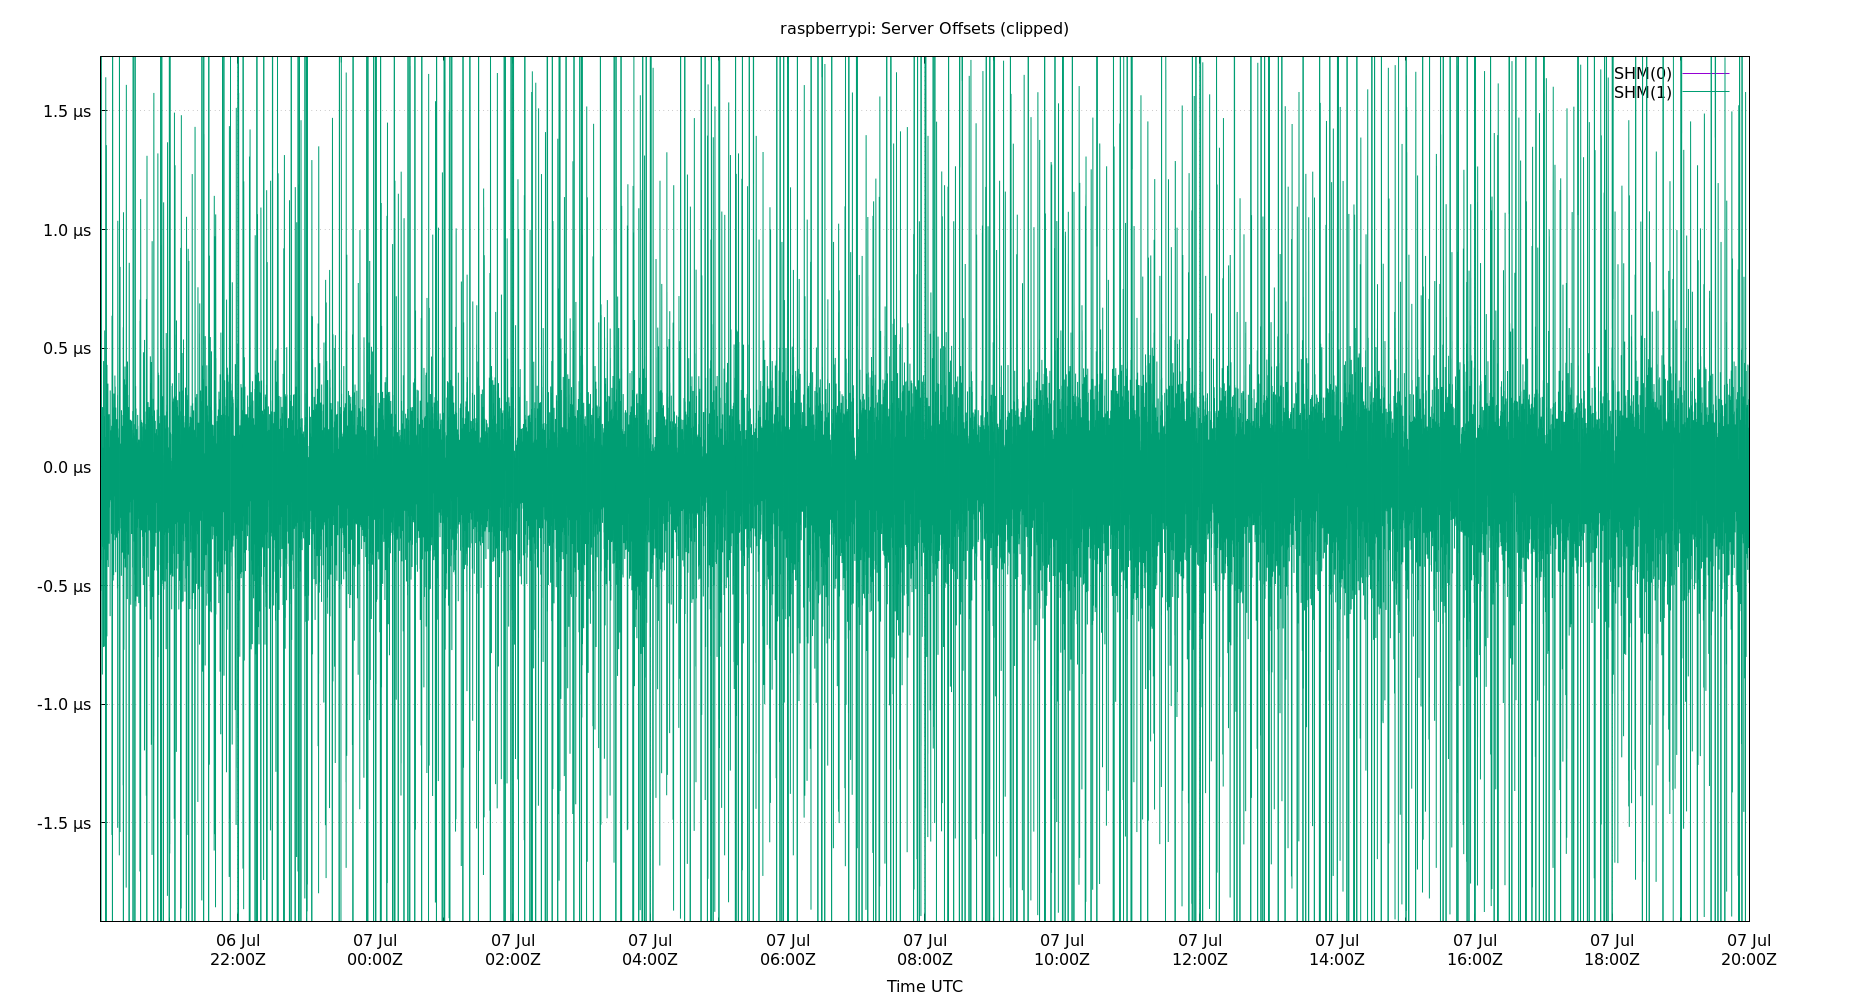 raspberrypi: Server Offsets (clipped)
SHM(0)
SHM(1)
1.5 µs
1.0 µs
0.5 µs
0.0 µs
-0.5 µs
-1.0 µs
-1.5 µs
06 Jul 07 Jul 07 Jul 07 Jul 07 Jul 07 Jul 07 Jul 07 Jul 07 Jul 07 Jul 07 Jul 07 Jul
22:00Z 00:00Z 02:00Z 04:00Z 06:00Z 08:00Z 10:00Z 12:00Z 14:00Z 16:00Z 18:00Z 20:00Z
Time UTC